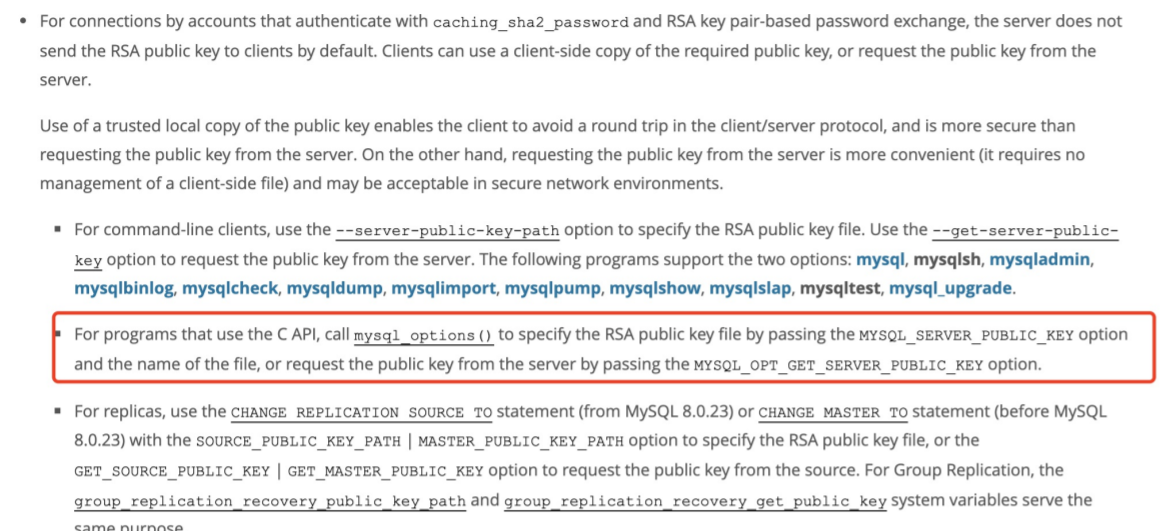 • For connections by accounts that authenticate with caching_sha2_password and RSA key pair-based password exchange, the server does not
send the RSA public key to clients by default. Clients can use a client-side copy of the required public key, or request the public key from the
server.
Use of a trusted local copy of the public key enables the client to avoid a round trip in the client/server protocol, and is more secure than
requesting the public key from the server. On the other hand, requesting the public key from the server is more convenient (it requires no
management of a client-side file) and may be acceptable in secure network environments.
▪ For command-line clients, use the --server-public-key-path option to specify the RSA public key file. Use the --get-server-public-
key option to request the public key from the server. The following programs support the two options: mysql, mysqlsh, mysqladmin,
mysqlbinlog, mysqlcheck, mysqldump, mysqlimport, mysqlpump, mysqlshow, mysqlslap, mysqltest, mysql_upgrade.
▪ For programs that use the C API, call mysql_options() to specify the RSA public key file by passing the MYSQL_SERVER_PUBLIC_KEY option
and the name of the file, or request the public key from the server by passing the MYSQL_OPT_GET_SERVER_PUBLIC_KEY option.
▪ For replicas, use the CHANGE REPLICATION SOURCE TO statement (from MySQL 8.0.23) or CHANGE MASTER TO statement (before MySQL
8.0.23) with the SOURCE_PUBLIC_KEY_PATH | MASTER_PUBLIC_KEY_PATH option to specify the RSA public key file, or the
GET_SOURCE_PUBLIC_KEY | GET_MASTER_PUBLIC_KEY option to request the public key from the source. For Group Replication, the
group_replication_recovery_public_key_path and group_replication_recovery_get_public_key system variables serve the
same purpose.